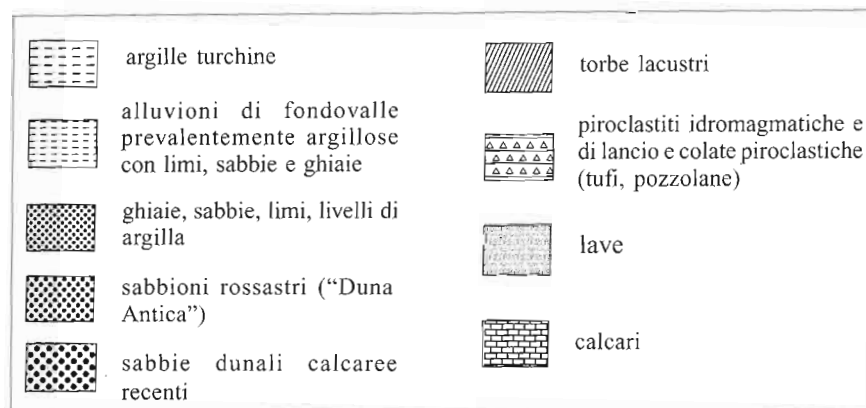 argille turchine
alluvioni di fondovalle
prevalentemente argillose
con limi, sabbie e ghiaie
ghiaie, sabbie, limi, livelli di
argilla
sabbioni rossastri (“Duna
Antica”)
sabbie dunali calcaree
recenti
torbe lacustri
piroclastiti idromagmatiche e
di lancio e colate piroclastiche
(tufi, pozzolane)
lave
calcari